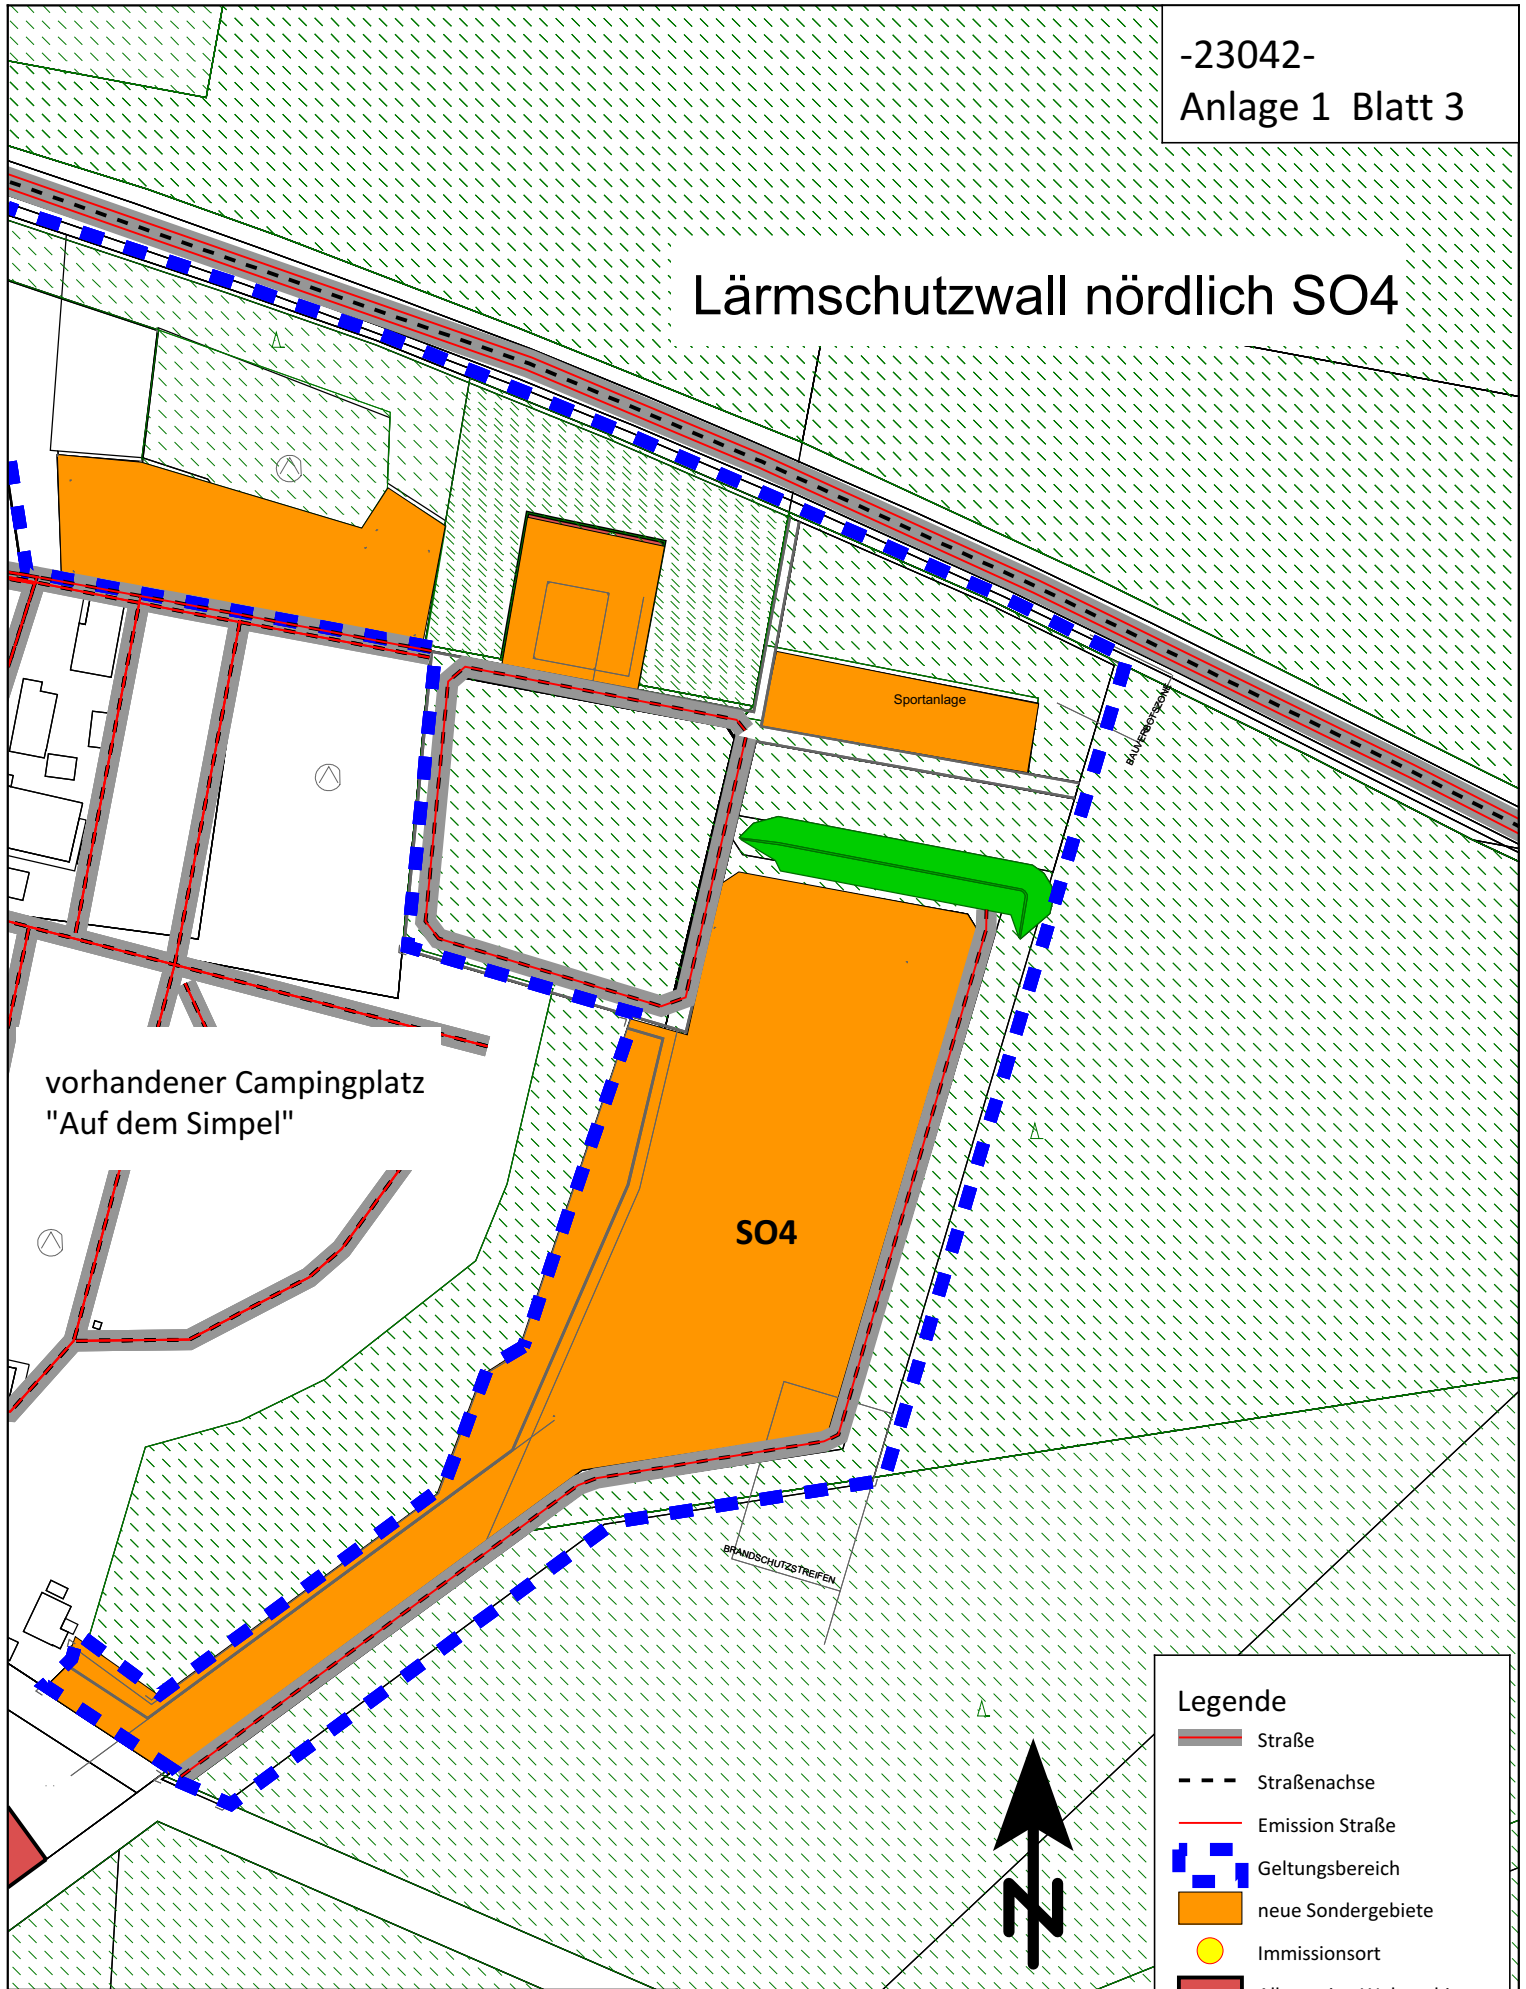 -23042-
Anlage 1 Blatt 3
Lärmschutzwall nördlich SO4
Sportanlage
BAUVERBOTSZONE
vorhandener Campingplatz
"Auf dem Simpel"
SO4
BRANDSCHUTZSTREIFEN
N
Legende
Straße
Straßenachse
Emission Straße
Geltungsbereich
neue Sondergebiete
Immissionsort